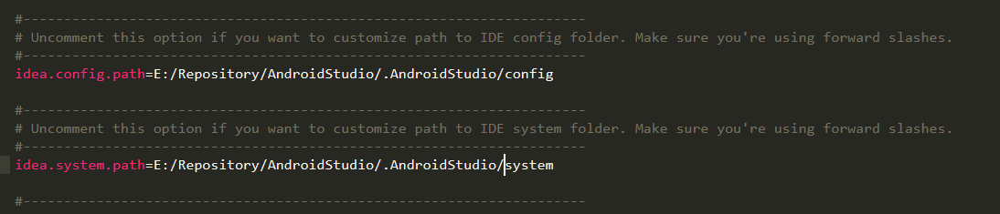 #---------------------------------------------------------------------
# Uncomment this option if you want to customize path to IDE config folder. Make sure you're using forward slashes.
#---------------------------------------------------------------------
idea.config.path=E:/Repository/AndroidStudio/.AndroidStudio/config
#---------------------------------------------------------------------
# Uncomment this option if you want to customize path to IDE system folder. Make sure you're using forward slashes.
#---------------------------------------------------------------------
idea.system.path=E:/Repository/AndroidStudio/.AndroidStudio/system
#---------------------------------------------------------------------